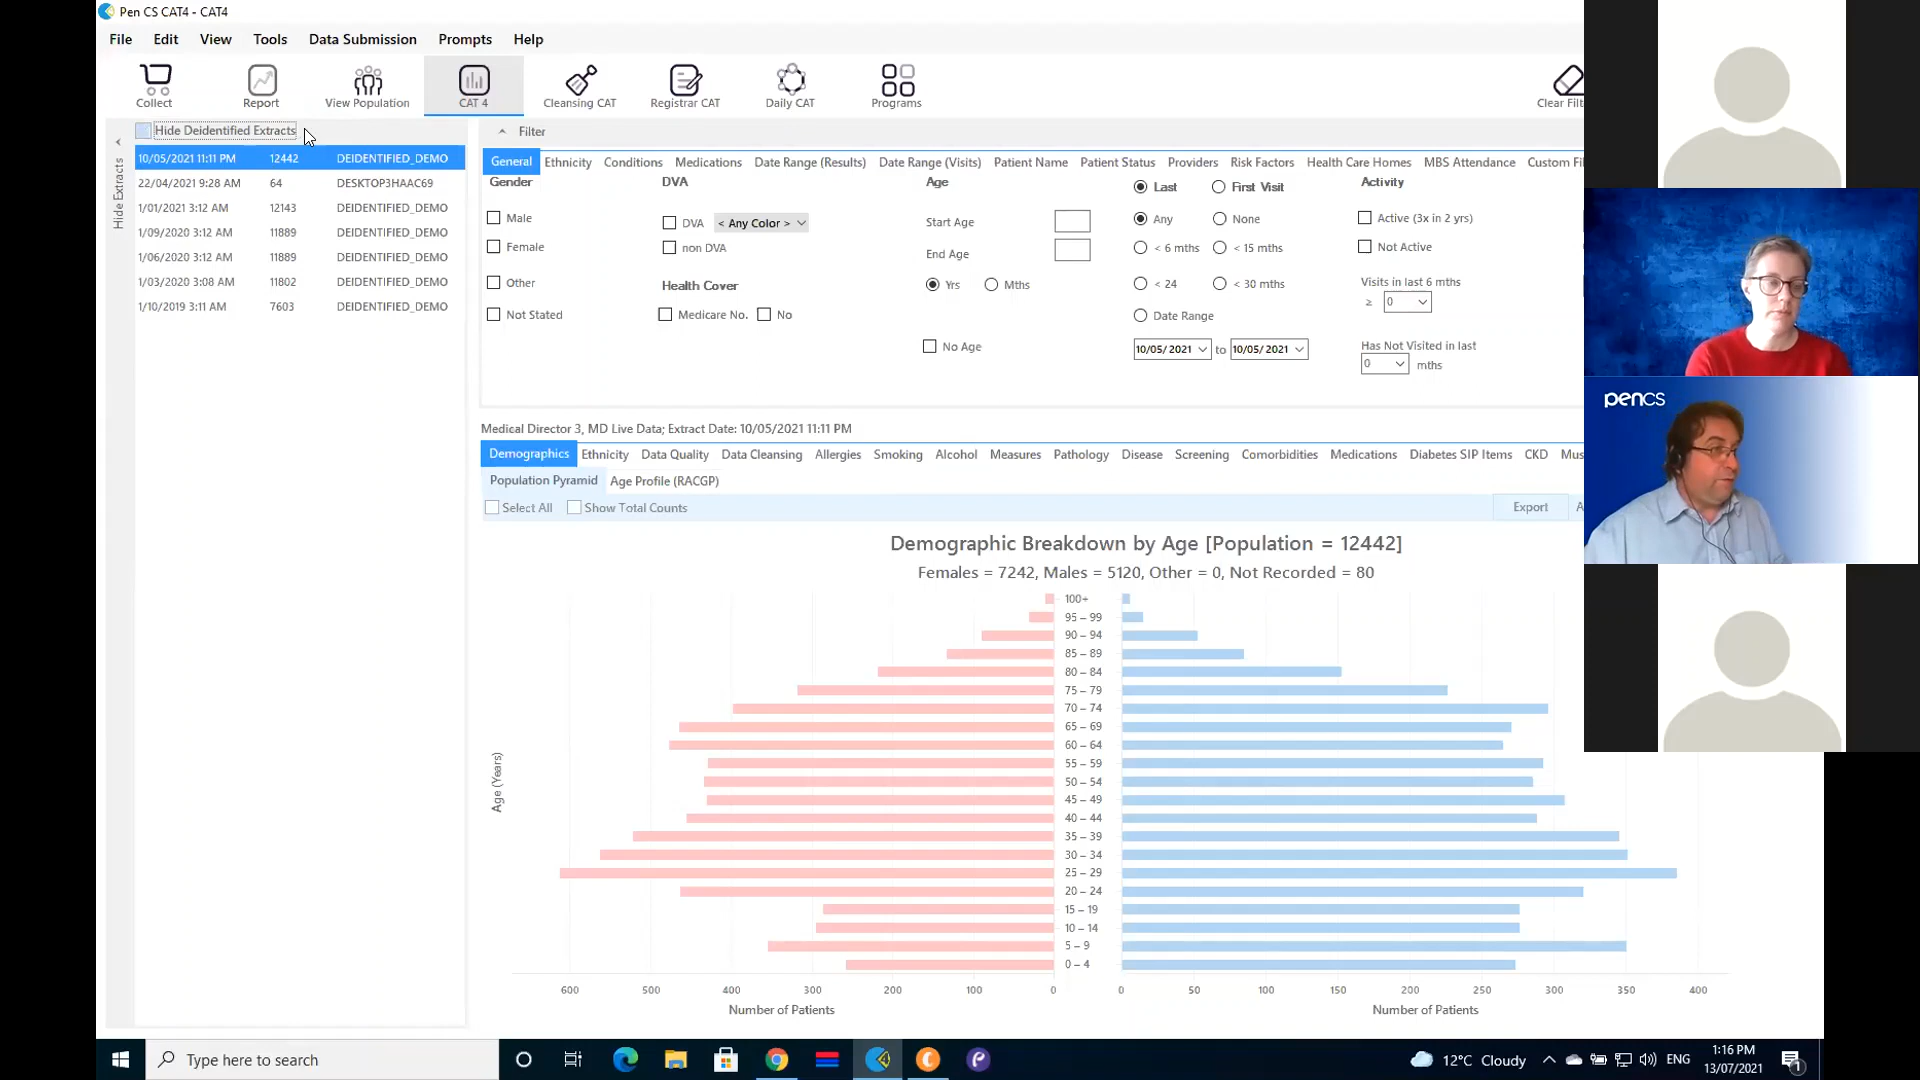 Pen CS CAT4 - CAT4
File Edit View Tools Data Submission Prompts Help
Collect Report View Population CAT 4 Cleansing CAT Registrar CAT Daily CAT Programs Clear Filt
Hide Deidentified Extracts
Hide Extracts
10/05/2021 11:11 PM 12442 DEIDENTIFIED_DEMO
22/04/2021 9:28 AM 64 DESKTOP3HAAC69
1/01/2021 3:12 AM 12143 DEIDENTIFIED_DEMO
1/09/2020 3:12 AM 11889 DEIDENTIFIED_DEMO
1/06/2020 3:12 AM 11889 DEIDENTIFIED_DEMO
1/03/2020 3:08 AM 11802 DEIDENTIFIED_DEMO
1/10/2019 3:11 AM 7603 DEIDENTIFIED_DEMO
Filter
General Ethnicity Conditions Medications Date Range (Results) Date Range (Visits) Patient Name Patient Status Providers Risk Factors Health Care Homes MBS Attendance Custom Fi
Gender DVA Age Last First Visit Activity
Male DVA < Any Color > Start Age Any None Active (3x in 2 yrs)
Female non DVA End Age < 6 mths < 15 mths Not Active
Other Health Cover Yrs Mths < 24 < 30 mths Visits in last 6 mths
≥ 0
Not Stated Medicare No. No Date Range
No Age 10/05/ 2021 to 10/05/ 2021 Has Not Visited in last
0 mths
Medical Director 3, MD Live Data; Extract Date: 10/05/2021 11:11 PM
Demographics Ethnicity Data Quality Data Cleansing Allergies Smoking Alcohol Measures Pathology Disease Screening Comorbidities Medications Diabetes SIP Items CKD Mus
Population Pyramid Age Profile (RACGP)
Select All Show Total Counts Export A
Demographic Breakdown by Age [Population = 12442]
Females = 7242, Males = 5120, Other = 0, Not Recorded = 80
100+
95 – 99
90 – 94
85 – 89
80 – 84
75 – 79
70 – 74
65 – 69
60 – 64
55 – 59
50 – 54
45 – 49
40 – 44
35 – 39
30 – 34
25 – 29
20 – 24
15 – 19
10 – 14
5 – 9
0 – 4
Age (Years)
600 500 400 300 200 100 0 0 50 100 150 200 250 300 350 400
Number of Patients Number of Patients
pencs
Type here to search
12°C Cloudy ENG 1:16 PM
13/07/2021
1